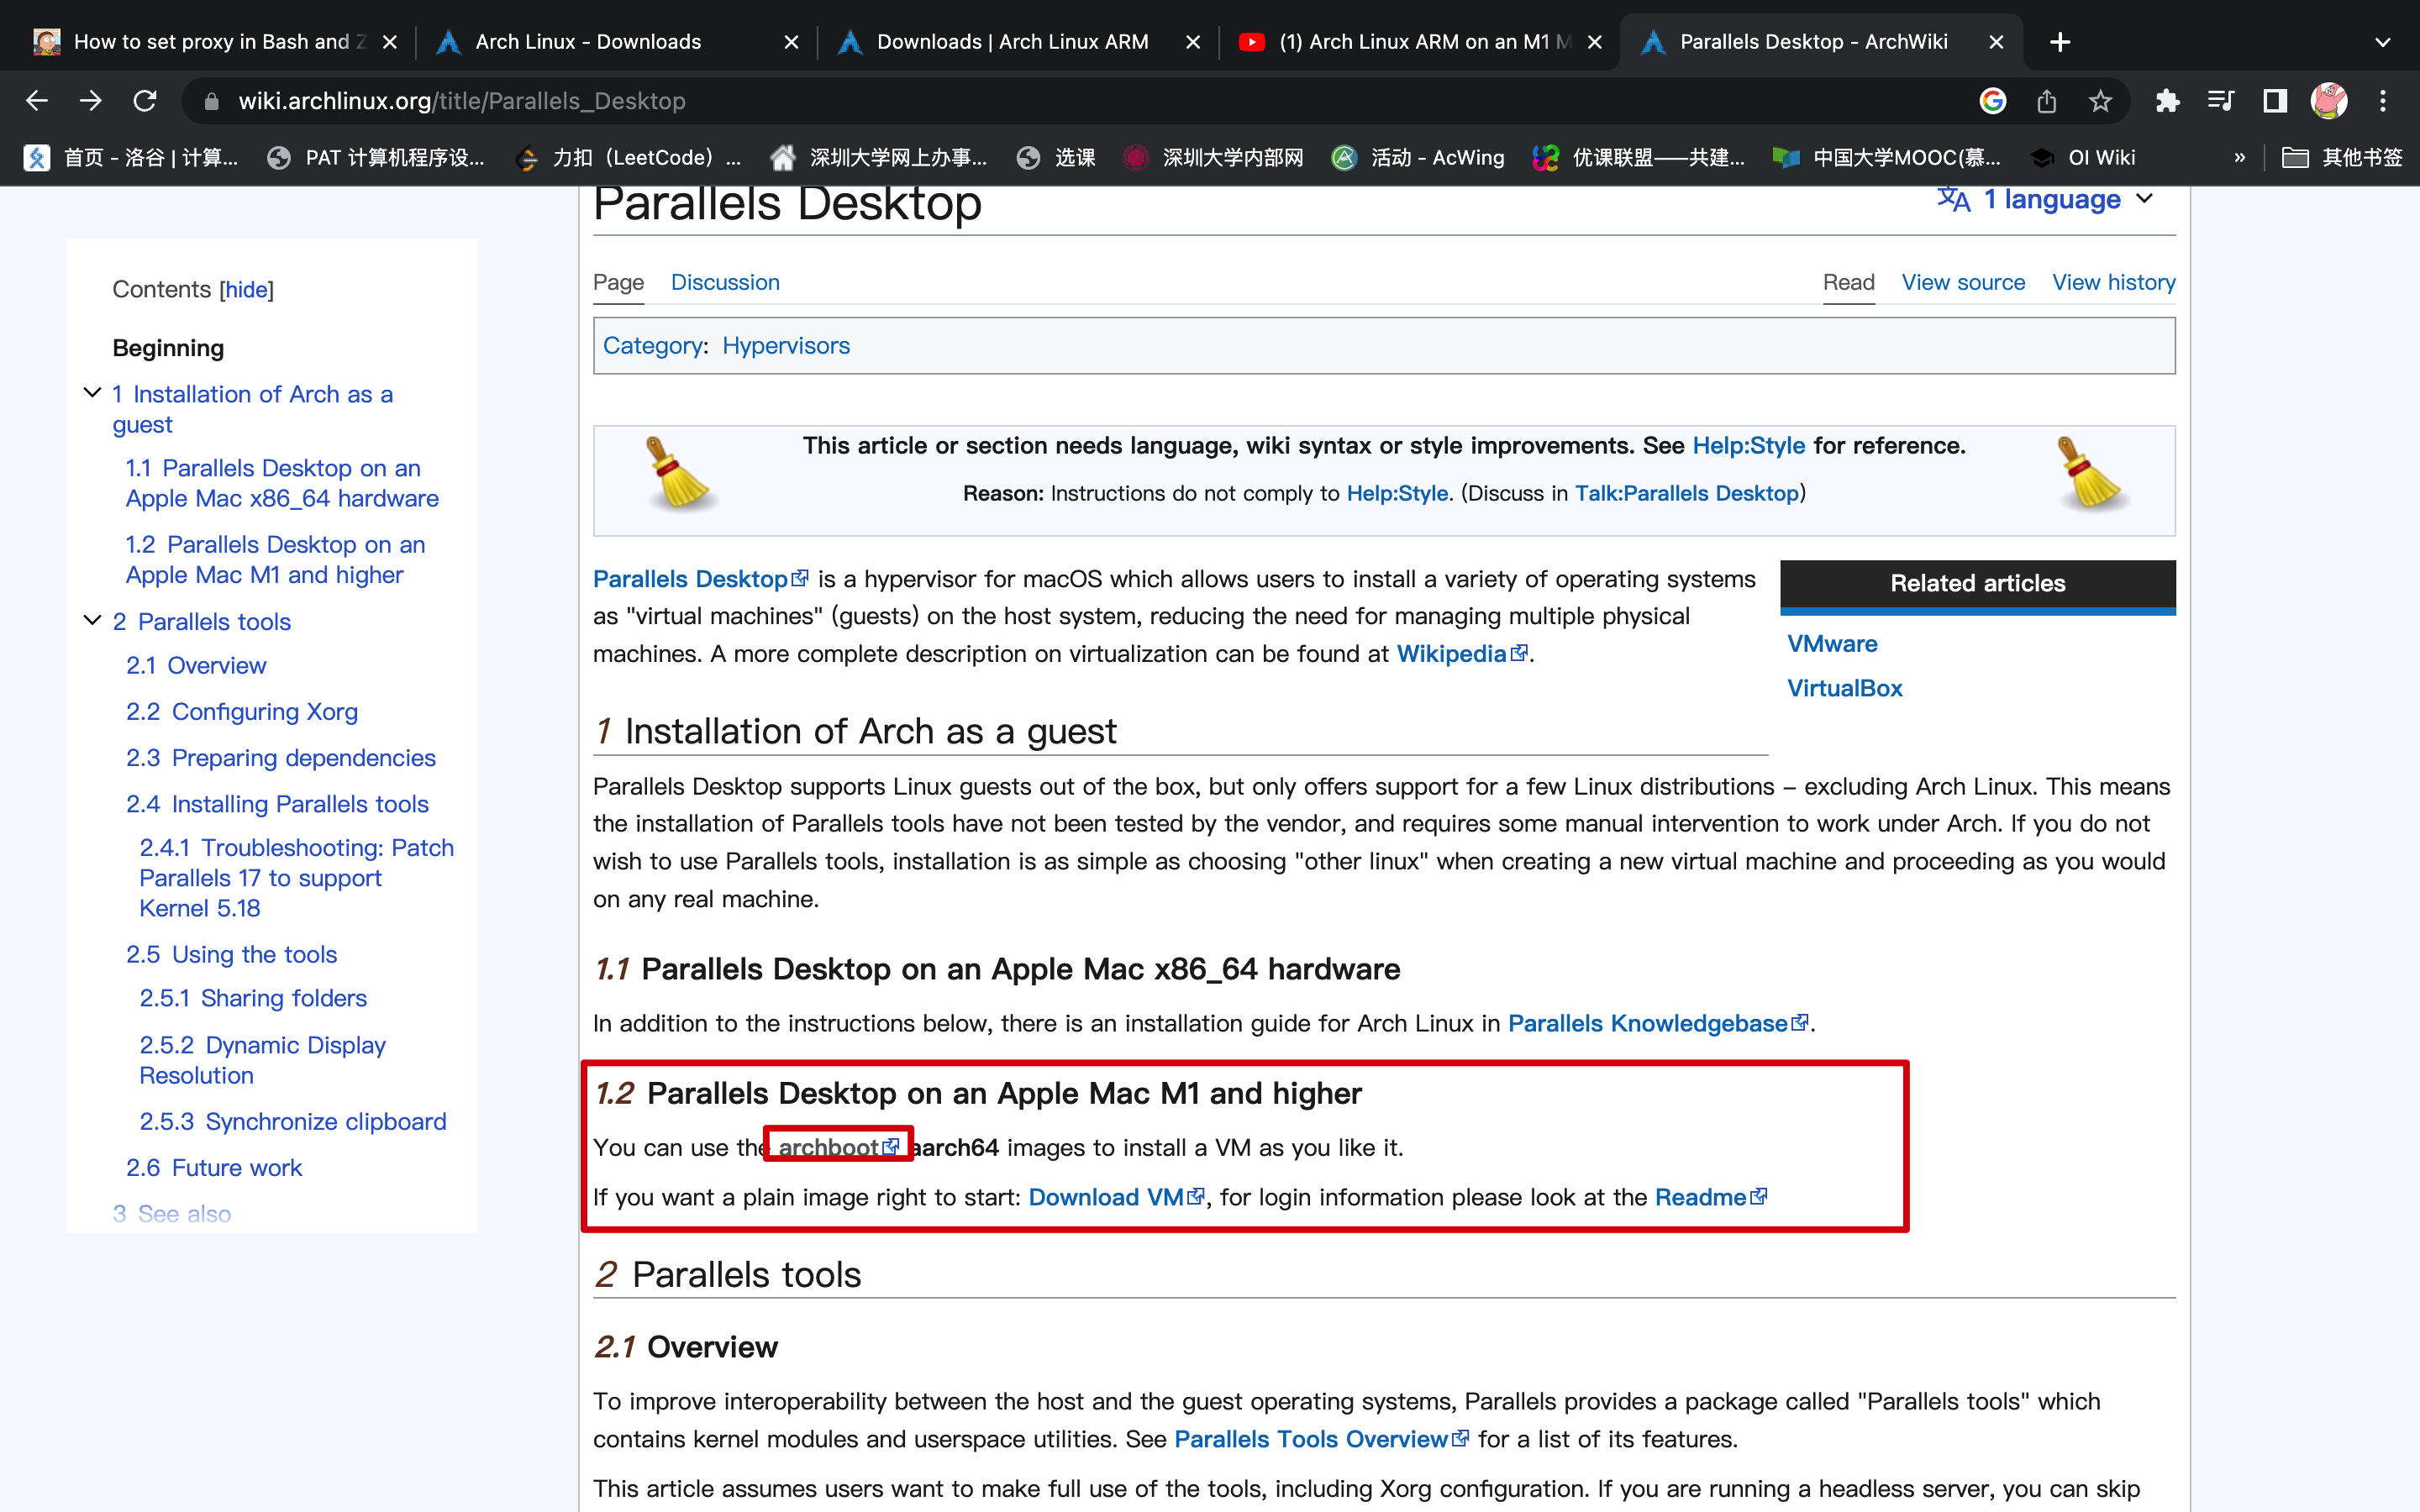 How to set proxy in Bash and Z
Arch Linux - Downloads
Downloads | Arch Linux ARM
(1) Arch Linux ARM on an M1 M
Parallels Desktop - ArchWiki
wiki.archlinux.org/title/Parallels_Desktop
首页 - 洛谷 | 计算...
PAT 计算机程序设...
力扣（LeetCode）...
深圳大学网上办事...
选课
深圳大学内部网
活动 - AcWing
优课联盟——共建...
中国大学MOOC(慕...
OI Wiki
»
其他书签
Parallels Desktop
1 language
Page Discussion
Read View source View history
Category: Hypervisors
Contents [hide]
Beginning
1 Installation of Arch as a
guest
1.1 Parallels Desktop on an
Apple Mac x86_64 hardware
1.2 Parallels Desktop on an
Apple Mac M1 and higher
2 Parallels tools
2.1 Overview
2.2 Configuring Xorg
2.3 Preparing dependencies
2.4 Installing Parallels tools
2.4.1 Troubleshooting: Patch
Parallels 17 to support
Kernel 5.18
2.5 Using the tools
2.5.1 Sharing folders
2.5.2 Dynamic Display
Resolution
2.5.3 Synchronize clipboard
2.6 Future work
3 See also
This article or section needs language, wiki syntax or style improvements. See Help:Style for reference.
Reason: Instructions do not comply to Help:Style. (Discuss in Talk:Parallels Desktop)
Parallels Desktop is a hypervisor for macOS which allows users to install a variety of operating systems
as "virtual machines" (guests) on the host system, reducing the need for managing multiple physical
machines. A more complete description on virtualization can be found at Wikipedia.
Related articles
VMware
VirtualBox
1 Installation of Arch as a guest
Parallels Desktop supports Linux guests out of the box, but only offers support for a few Linux distributions – excluding Arch Linux. This means
the installation of Parallels tools have not been tested by the vendor, and requires some manual intervention to work under Arch. If you do not
wish to use Parallels tools, installation is as simple as choosing "other linux" when creating a new virtual machine and proceeding as you would
on any real machine.
1.1 Parallels Desktop on an Apple Mac x86_64 hardware
In addition to the instructions below, there is an installation guide for Arch Linux in Parallels Knowledgebase.
1.2 Parallels Desktop on an Apple Mac M1 and higher
You can use the archboot aarch64 images to install a VM as you like it.
If you want a plain image right to start: Download VM, for login information please look at the Readme
2 Parallels tools
2.1 Overview
To improve interoperability between the host and the guest operating systems, Parallels provides a package called "Parallels tools" which
contains kernel modules and userspace utilities. See Parallels Tools Overview for a list of its features.
This article assumes users want to make full use of the tools, including Xorg configuration. If you are running a headless server, you can skip